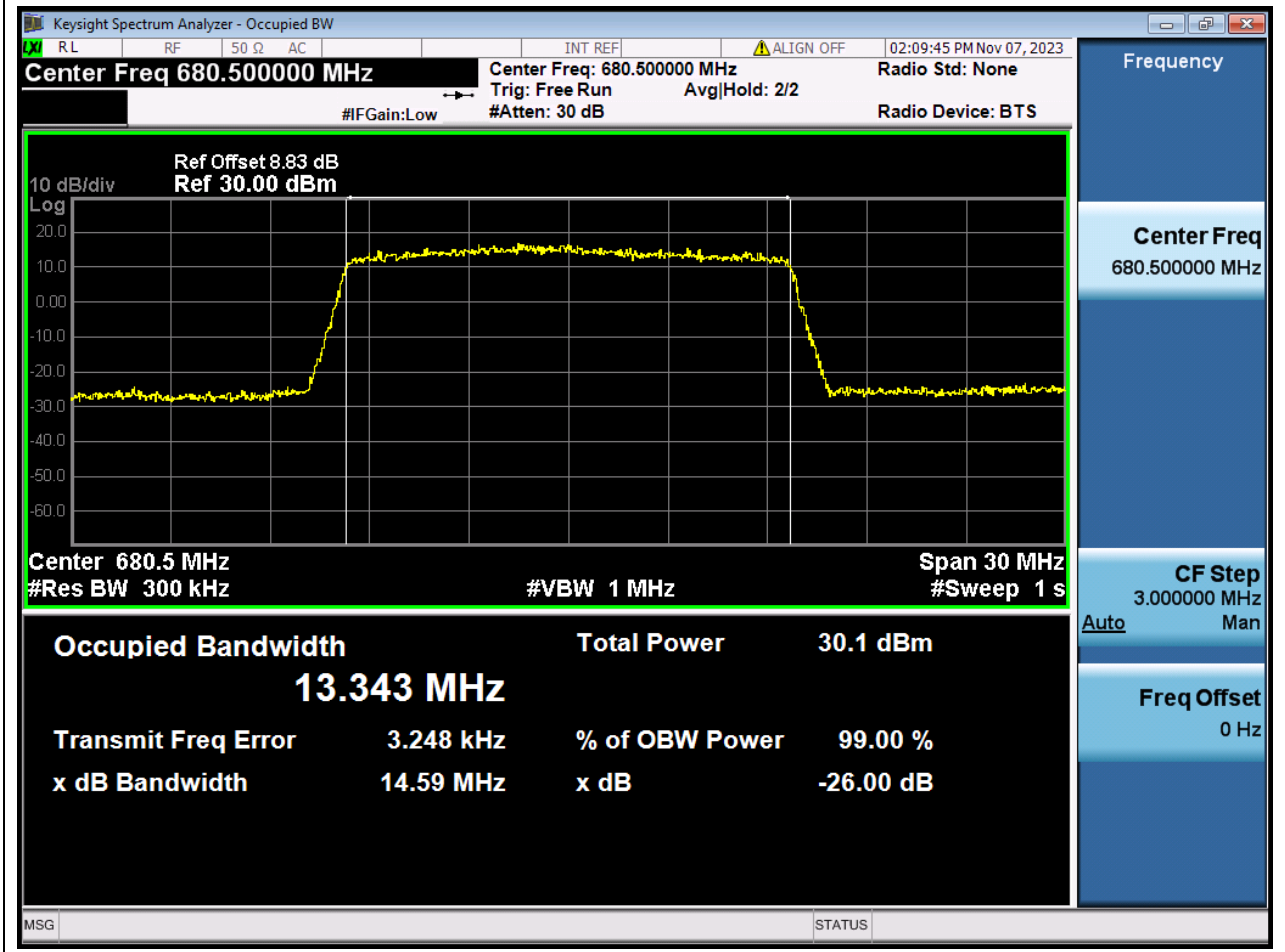 Keysight Spectrum Analyzer - Occupied BW
LXI RL RF 50 Ω AC INT REF ALIGN OFF 02:09:45 PM Nov 07, 2023
Center Freq 680.500000 MHz
Center Freq: 680.500000 MHz Radio Std: None
Trig: Free Run Avg|Hold: 2/2
#IFGain:Low #Atten: 30 dB Radio Device: BTS
Ref Offset 8.83 dB
10 dB/div Ref 30.00 dBm
Log
20.0
10.0
0.00
-10.0
-20.0
-30.0
-40.0
-50.0
-60.0
Center 680.5 MHz Span 30 MHz
#Res BW 300 kHz #VBW 1 MHz #Sweep 1 s
Occupied Bandwidth Total Power 30.1 dBm
13.343 MHz
Transmit Freq Error 3.248 kHz % of OBW Power 99.00 %
x dB Bandwidth 14.59 MHz x dB -26.00 dB
Frequency
Center Freq
680.500000 MHz
CF Step
3.000000 MHz
Auto Man
Freq Offset
0 Hz
MSG STATUS